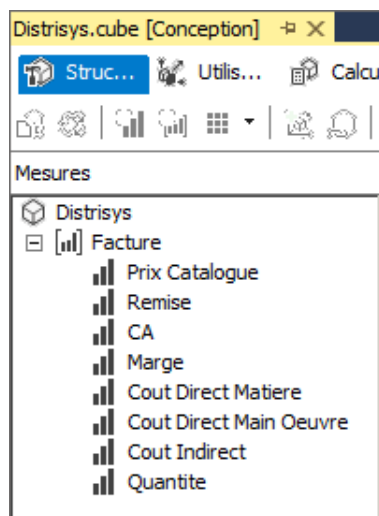 Distrisys.cube [Conception]
Struc... Utilis... Calcu
Mesures
Distrisys
Facture
Prix Catalogue
Remise
CA
Marge
Cout Direct Matiere
Cout Direct Main Oeuvre
Cout Indirect
Quantite